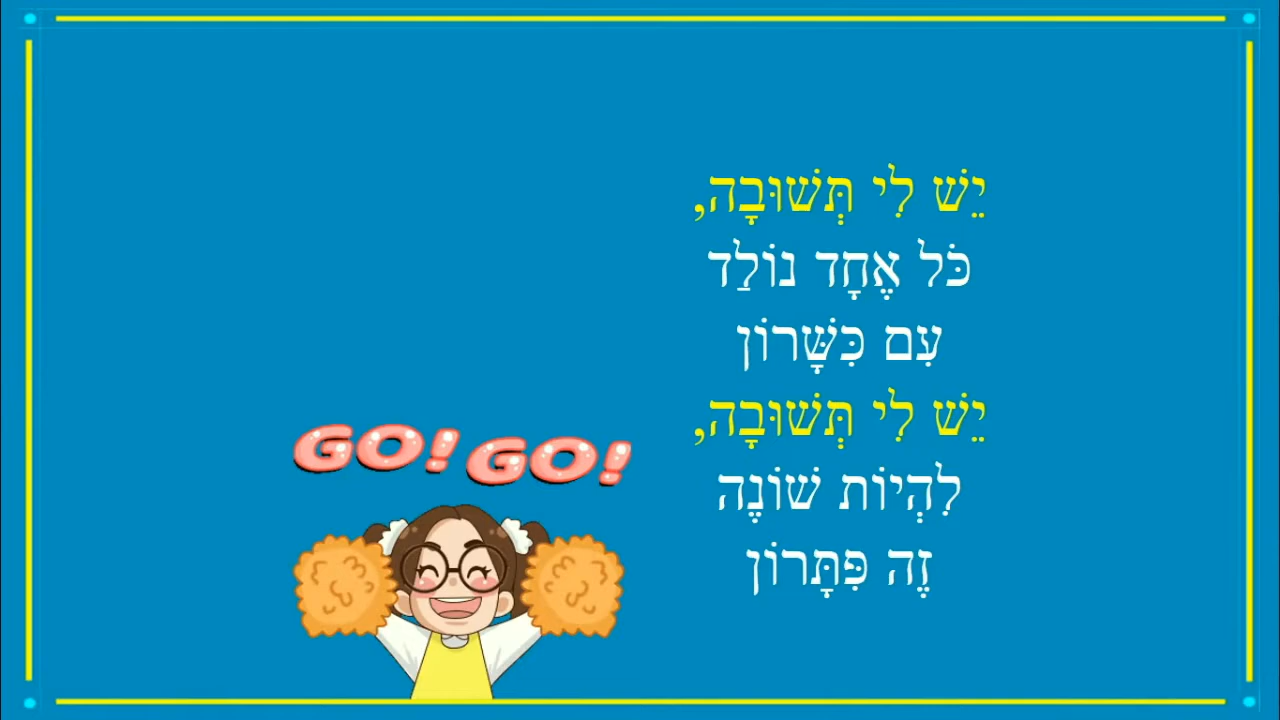 יֵשׁ לִי תְּשׁוּבָה,
כֹּל אֶחָד נוֹלַד
עִם כִּשָּׁרוֹן
יֵשׁ לִי תְּשׁוּבָה,
לִהְיוֹת שׁוֹנֶה
זֶה פִּתָּרוֹן
GO! GO!